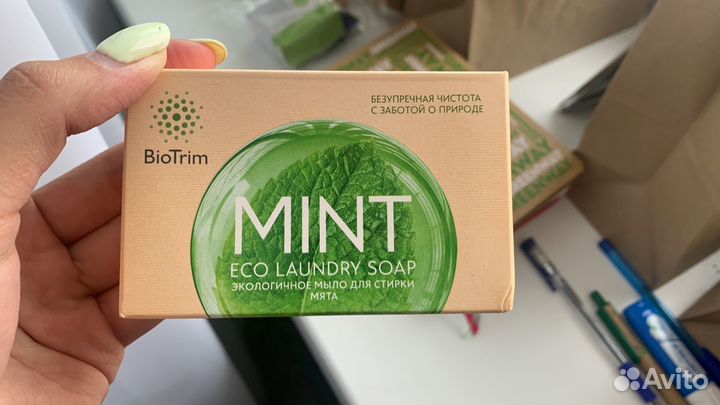 БЕЗУПРЕЧНАЯ ЧИСТОТА
С ЗАБОТОЙ О ПРИРОДЕ
BioTrim
MINT
ECO LAUNDRY SOAP
ЭКОЛОГИЧНОЕ МЫЛО ДЛЯ СТИРКИ
МЯТА
Avito